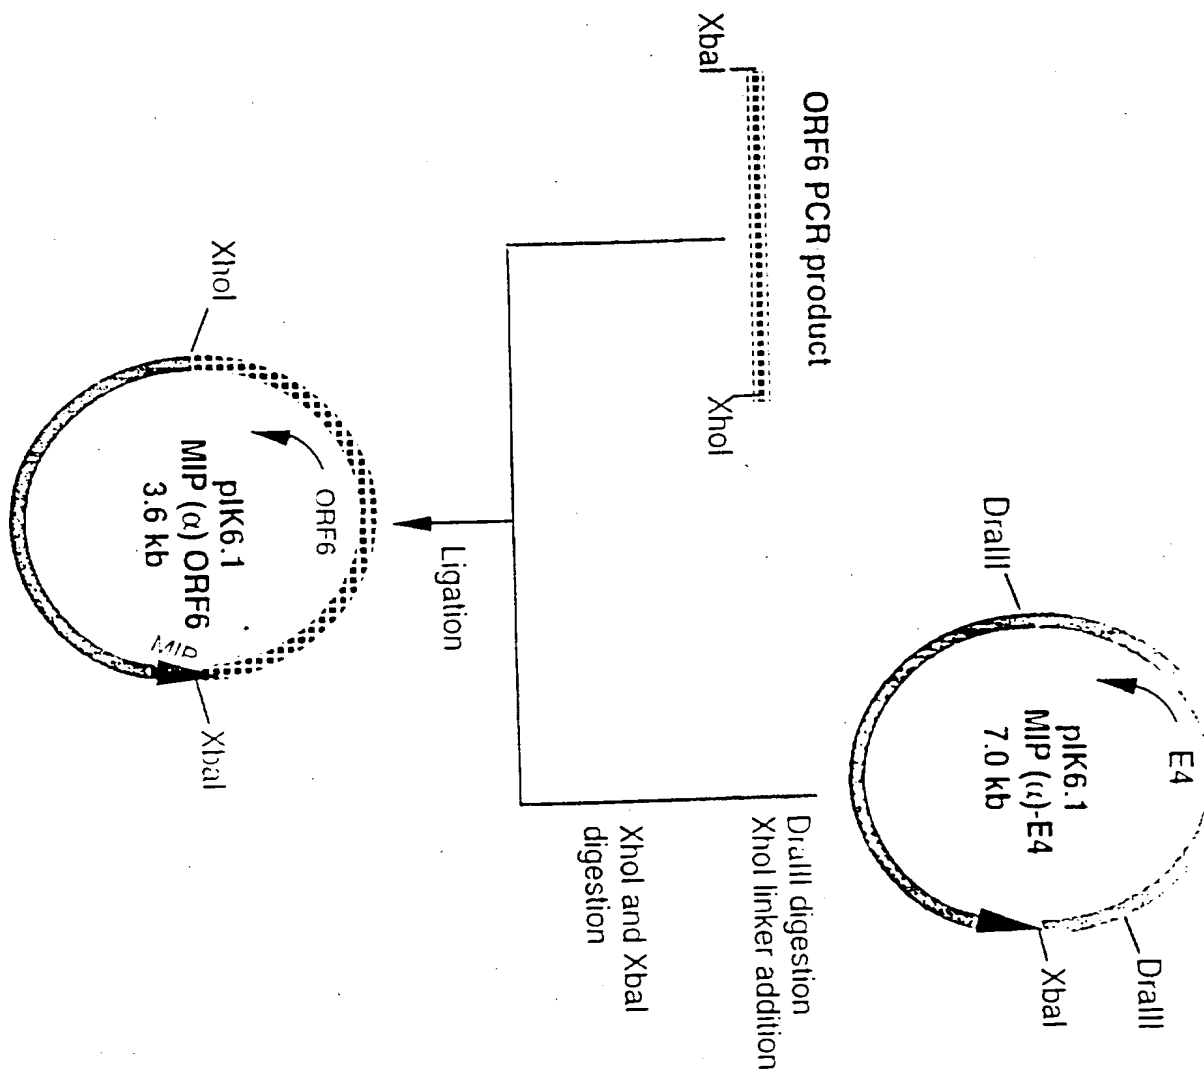 XbaI
ORF6 PCR product
XhoI
DraIII
E4
pIK6.1
MIP (α)-E4
7.0 kb
DraIII
XbaI
DraIII digestion
XhoI linker addition
XhoI and XbaI
digestion
Ligation
XhoI
ORF6
pIK6.1
MIP (α) ORF6
3.6 kb
MIP
XbaI